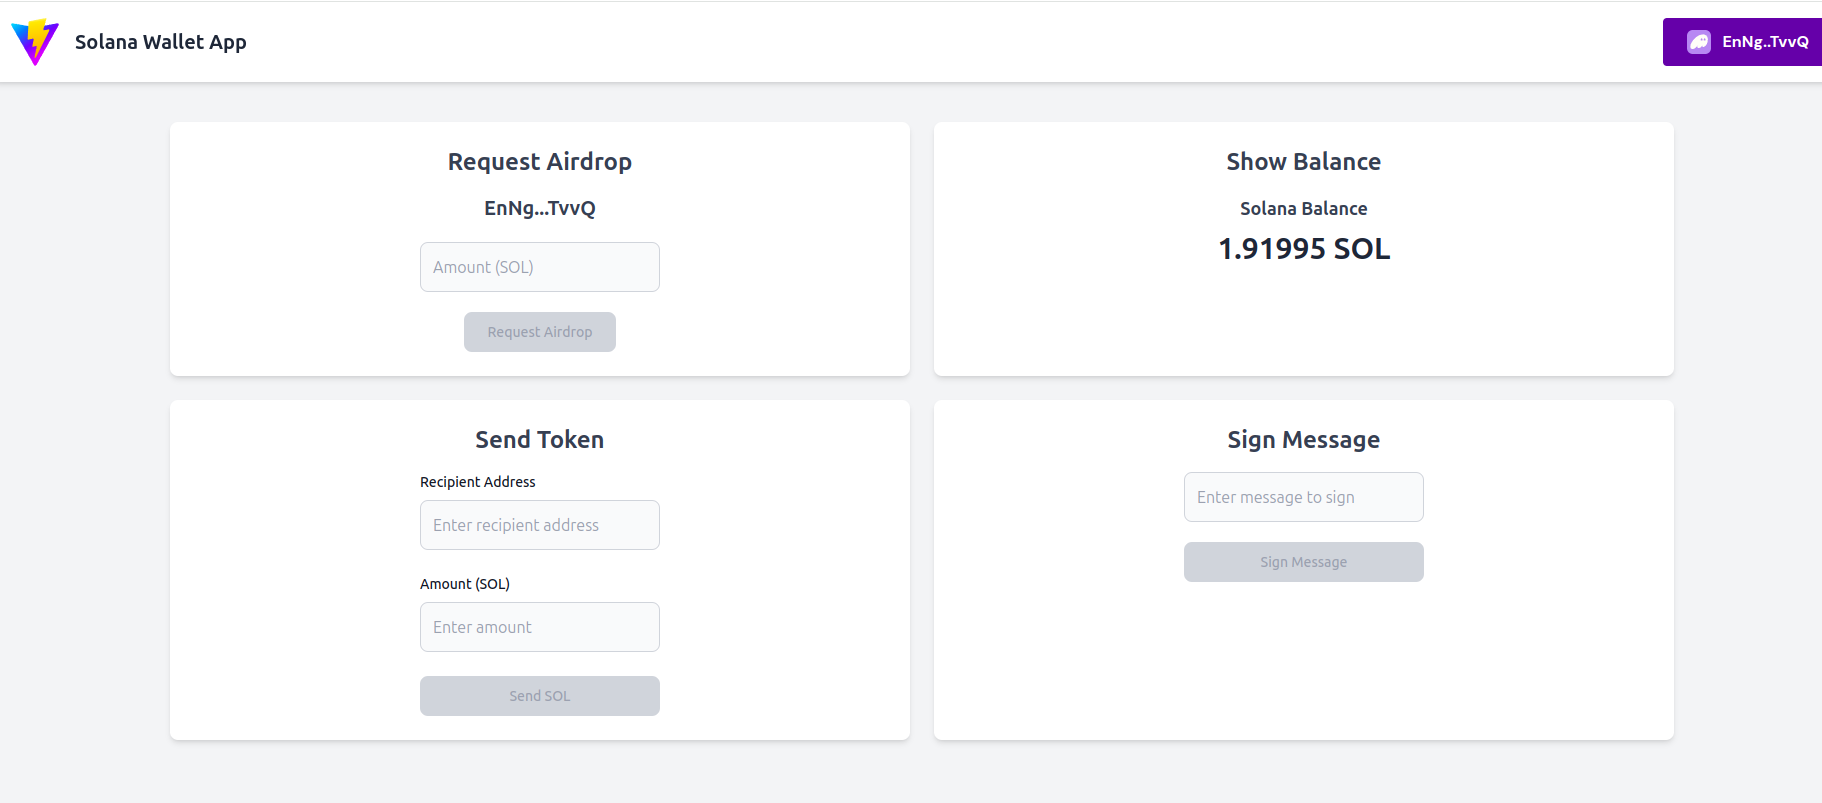 Solana Wallet App
EnNg..TvvQ
Request Airdrop
EnNg...TvvQ
Amount (SOL)
Request Airdrop
Show Balance
Solana Balance
1.91995 SOL
Send Token
Recipient Address
Enter recipient address
Amount (SOL)
Enter amount
Send SOL
Sign Message
Enter message to sign
Sign Message